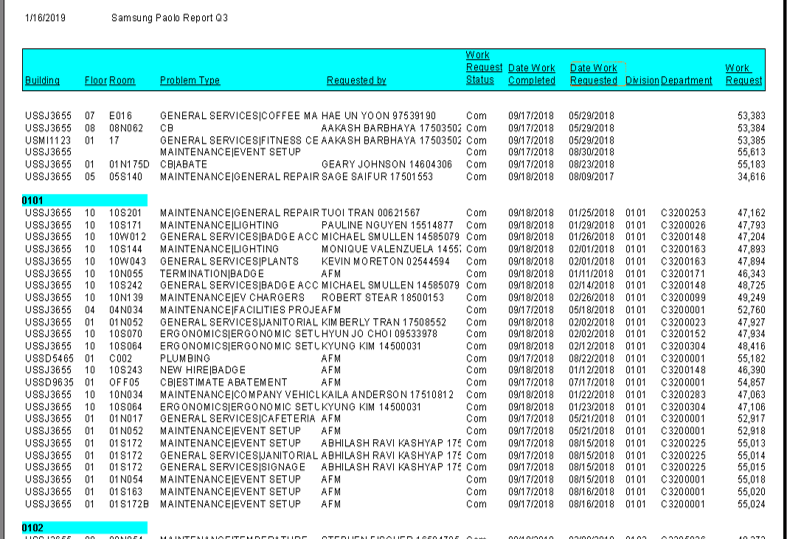 1/16/2019 Samsung Paolo Report Q3
Work
Request Date Work Date Work Work
Building Floor Room Problem Type Requested by Status Completed Requested Division Department Request
USSJ3655 07 E016 GENERAL SERVICES|COFFEE MA HAE UN YOON 97539190 Com 09/17/2018 05/29/2018 53,383
USSJ3655 08 08N062 CB AAKASH BARBHAYA 17503502 Com 09/17/2018 05/29/2018 53,384
USMI1123 01 17 GENERAL SERVICES|FITNESS CE AAKASH BARBHAYA 17503502 Com 09/17/2018 05/29/2018 53,385
USSJ3655 MAINTENANCE|EVENT SETUP Com 09/17/2018 08/30/2018 55,613
USSJ3655 01 01N175D CB|ABATE GEARY JOHNSON 14604306 Com 09/17/2018 08/23/2018 55,183
USSJ3655 05 05S140 MAINTENANCE|GENERAL REPAIR SAGE SAIFUR 17501553 Com 09/18/2018 08/09/2017 34,616
0101
USSJ3655 10 10S201 MAINTENANCE|GENERAL REPAIR TUOI TRAN 00621567 Com 09/18/2018 01/25/2018 0101 C3200253 47,162
USSJ3655 10 10S171 MAINTENANCE|LIGHTING PAULINE NGUYEN 15514877 Com 09/18/2018 01/29/2018 0101 C3200026 47,793
USSJ3655 10 10W012 GENERAL SERVICES|BADGE ACC MICHAEL SMULLEN 14585079 Com 09/18/2018 01/26/2018 0101 C3200148 47,204
USSJ3655 10 10S144 MAINTENANCE|LIGHTING MONIQUE VALENZUELA 1455 Com 09/18/2018 02/01/2018 0101 C3200163 47,893
USSJ3655 10 10W043 GENERAL SERVICES|PLANTS KEVIN MORETON 02544594 Com 09/18/2018 02/01/2018 0101 C3200163 47,894
USSJ3655 10 10N055 TERMINATION|BADGE AFM Com 09/18/2018 01/11/2018 0101 C3200171 46,343
USSJ3655 10 10S242 GENERAL SERVICES|BADGE ACC MICHAEL SMULLEN 14585079 Com 09/18/2018 02/14/2018 0101 C3200148 48,725
USSJ3655 10 10N139 MAINTENANCE|EV CHARGERS ROBERT STEAR 18500153 Com 09/18/2018 02/26/2018 0101 C3200099 49,249
USSJ3655 04 04N034 MAINTENANCE|FACILITIES PROJE AFM Com 09/17/2018 05/18/2018 0101 C3200001 52,760
USSJ3655 01 01N052 GENERAL SERVICES|JANITORIAL KIMBERLY TRAN 17508552 Com 09/18/2018 02/02/2018 0101 C3200023 47,927
USSJ3655 10 10S070 ERGONOMICS|ERGONOMIC SETU HYUN JO CHOI 09533978 Com 09/18/2018 02/02/2018 0101 C3200152 47,934
USSJ3655 10 10S064 ERGONOMICS|ERGONOMIC SETU KYUNG KIM 14500031 Com 09/18/2018 02/12/2018 0101 C3200304 48,416
USSD5465 01 C002 PLUMBING AFM Com 09/17/2018 08/22/2018 0101 C3200001 55,182
USSJ3655 10 10S243 NEW HIRE|BADGE AFM Com 09/18/2018 01/12/2018 0101 C3200148 46,390
USSD9635 01 OFF05 CB|ESTIMATE ABATEMENT AFM Com 09/17/2018 07/17/2018 0101 C3200001 54,857
USSJ3655 10 10N034 MAINTENANCE|COMPANY VEHICL KAILA ANDERSON 17510812 Com 09/18/2018 01/22/2018 0101 C3200283 47,063
USSJ3655 10 10S064 ERGONOMICS|ERGONOMIC SETU KYUNG KIM 14500031 Com 09/18/2018 01/23/2018 0101 C3200304 47,106
USSJ3655 01 01N017 GENERAL SERVICES|CAFETERIA AFM Com 09/17/2018 05/21/2018 0101 C3200001 52,917
USSJ3655 01 01N052 MAINTENANCE|EVENT SETUP AFM Com 09/17/2018 05/21/2018 0101 C3200001 52,918
USSJ3655 01 01S172 MAINTENANCE|EVENT SETUP ABHILASH RAVI KASHYAP 175 Com 09/17/2018 08/15/2018 0101 C3200225 55,013
USSJ3655 01 01S172 GENERAL SERVICES|JANITORIAL ABHILASH RAVI KASHYAP 175 Com 09/17/2018 08/15/2018 0101 C3200225 55,014
USSJ3655 01 01S172 GENERAL SERVICES|SIGNAGE ABHILASH RAVI KASHYAP 175 Com 09/17/2018 08/15/2018 0101 C3200225 55,015
USSJ3655 01 01N054 MAINTENANCE|EVENT SETUP AFM Com 09/17/2018 08/15/2018 0101 C3200001 55,018
USSJ3655 01 01S163 MAINTENANCE|EVENT SETUP AFM Com 09/17/2018 08/16/2018 0101 C3200001 55,020
USSJ3655 01 01S172B MAINTENANCE|EVENT SETUP AFM Com 09/17/2018 08/16/2018 0101 C3200001 55,024
0102